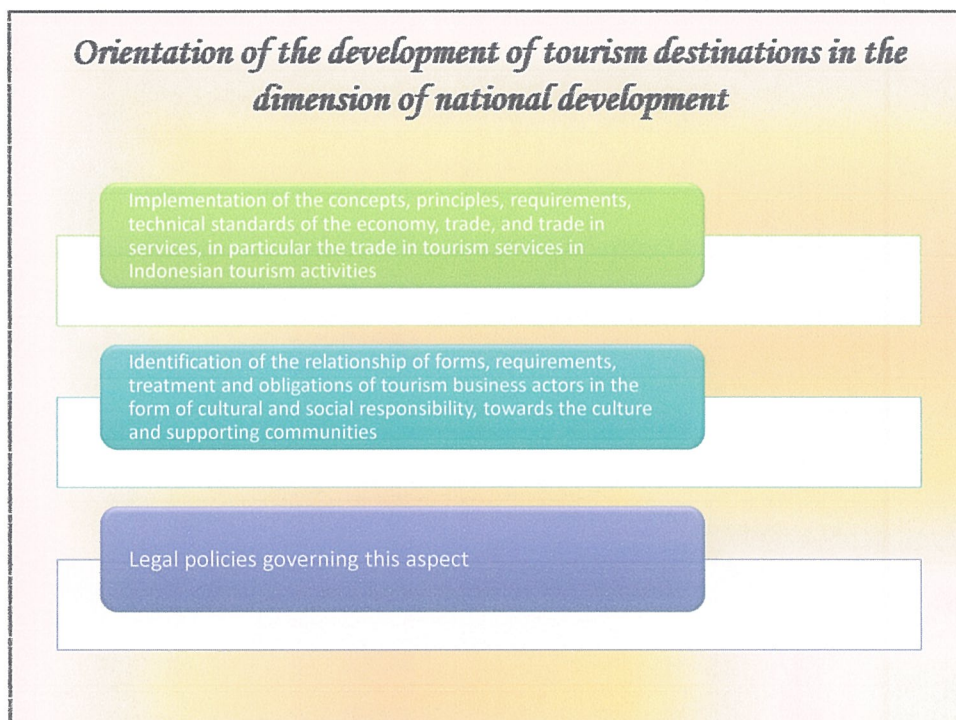 Orientation of the development of tourism destinations in the
dimension of national development
Implementation of the concepts, principles, requirements,
technical standards of the economy, trade, and trade in
services, in particular the trade in tourism services in
Indonesian tourism activities
Identification of the relationship of forms, requirements,
treatment and obligations of tourism business actors in the
form of cultural and social responsibility, towards the culture
and supporting communities
Legal policies governing this aspect